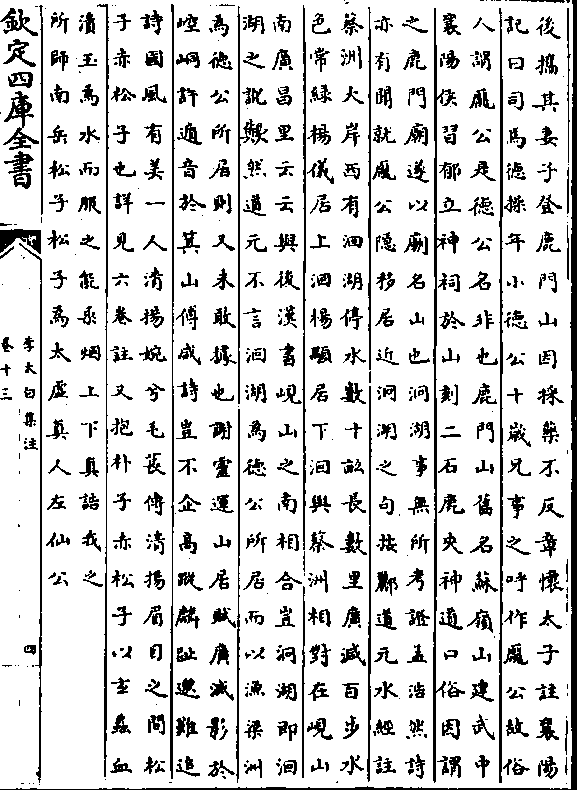 後攜其妻子登鹿門山因採藥不反章懷太子註襄陽
記曰司馬德操年小德公十歲兄事之呼作龐公故俗
人謂龐公是德公名非也鹿門山舊名蘇嶺山建武中
襄陽侯習郁立神祠於山刻二石鹿夾神道口俗因謂
之鹿門廟遂以廟名山也洄湖事無所考證孟浩然詩
亦有聞就龐公隱移居近洄湖之句按酈道元水經註
蔡洲大岸西有洄湖停水數十畝長數里廣減百步水
色常緑楊儀居上洄楊顒居下洄與蔡洲相對在峴山
南廣昌里云云與後漢書峴山之南相合豈洞湖即洄
湖之訛歟然道元不言洄湖為德公所居而以漁梁洲
為德公所居則又未敢據也謝靈運山居賦廣滅影於
崆峒許遁音於箕山傅咸詩豈不企高蹤麟趾邈難追
詩國風有美一人清揚婉兮毛萇傳清揚眉目之間松
子赤松子也詳見六卷註又抱朴子赤松子以玄蟲血
漬玉為水而服之能乘烟上下真誥我之
所師南岳松子松子為太虚真人左仙公
欽定四庫全書
李太白集注
卷十三
四